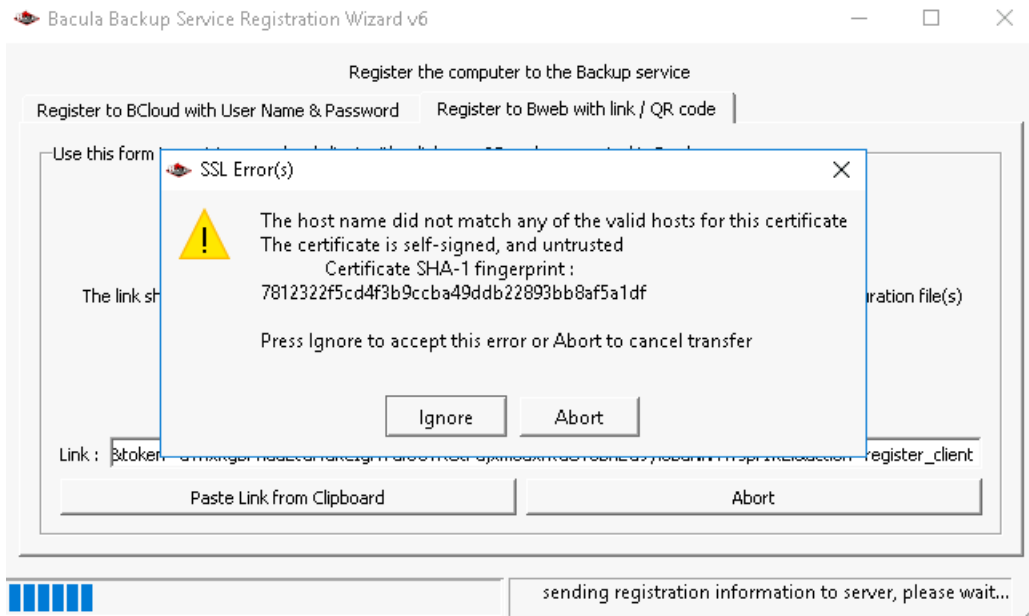 Bacula Backup Service Registration Wizard v6
Register the computer to the Backup service
Register to BCloud with User Name & Password
Register to Bweb with link / QR code
Use this form
SSL Error(s)
The host name did not match any of the valid hosts for this certificate
The certificate is self-signed, and untrusted
Certificate SHA-1 fingerprint :
7812322f5cd4f3b9ccba49ddb22893bb8af5a1df
The link
file(s)
Press Ignore to accept this error or Abort to cancel transfer
Ignore
Abort
Link :
register_client
Paste Link from Clipboard
Abort
sending registration information to server, please wait...